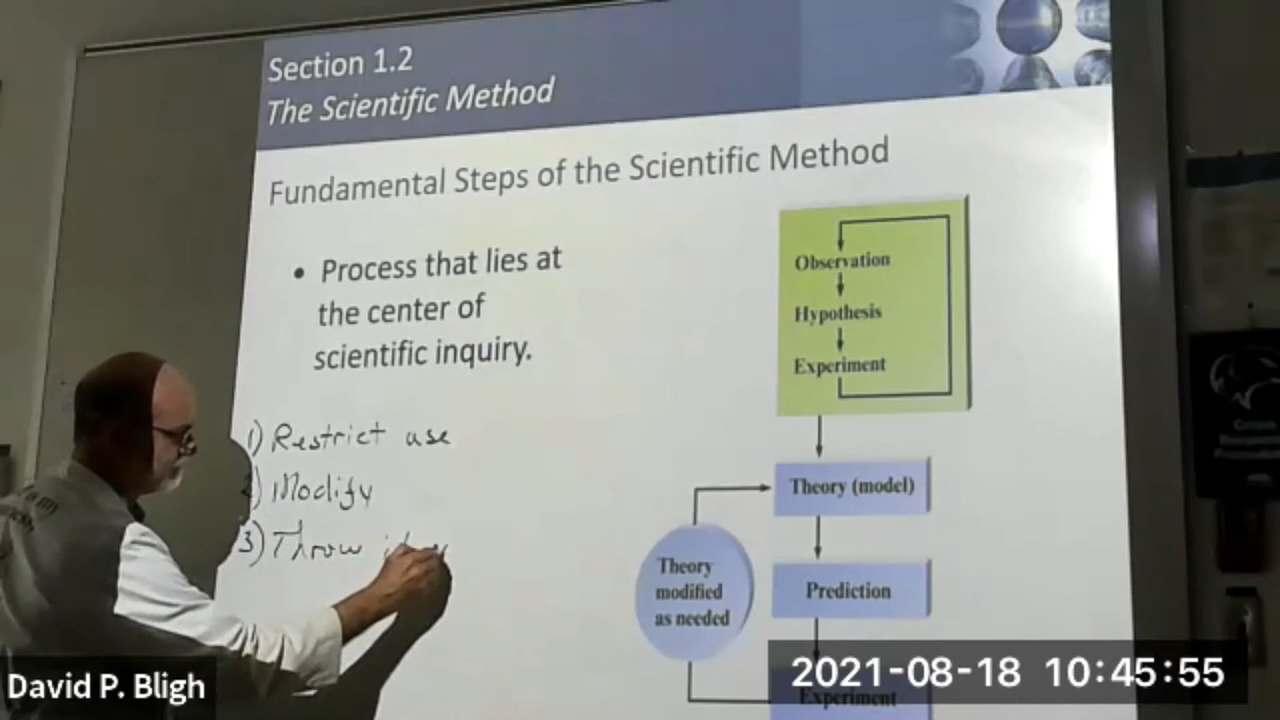 Section 1.2
The Scientific Method
Fundamental Steps of the Scientific Method
• Process that lies at
the center of
scientific inquiry.
1) Restrict use
2) Modify
3) Throw it
Observation
Hypothesis
Experiment
Theory (model)
Prediction
Experiment
Theory
modified
as needed
David P. Bligh
2021-08-18 10:45:55